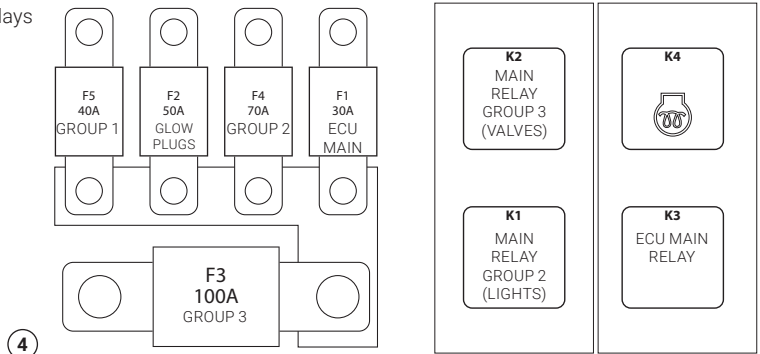 lays
F5
40A
GROUP 1
F2
50A
GLOW
PLUGS
F4
70A
GROUP 2
F1
30A
ECU
MAIN
F3
100A
GROUP 3
4
K2
MAIN
RELAY
GROUP 3
(VALVES)
K4
K1
MAIN
RELAY
GROUP 2
(LIGHTS)
K3
ECU MAIN
RELAY